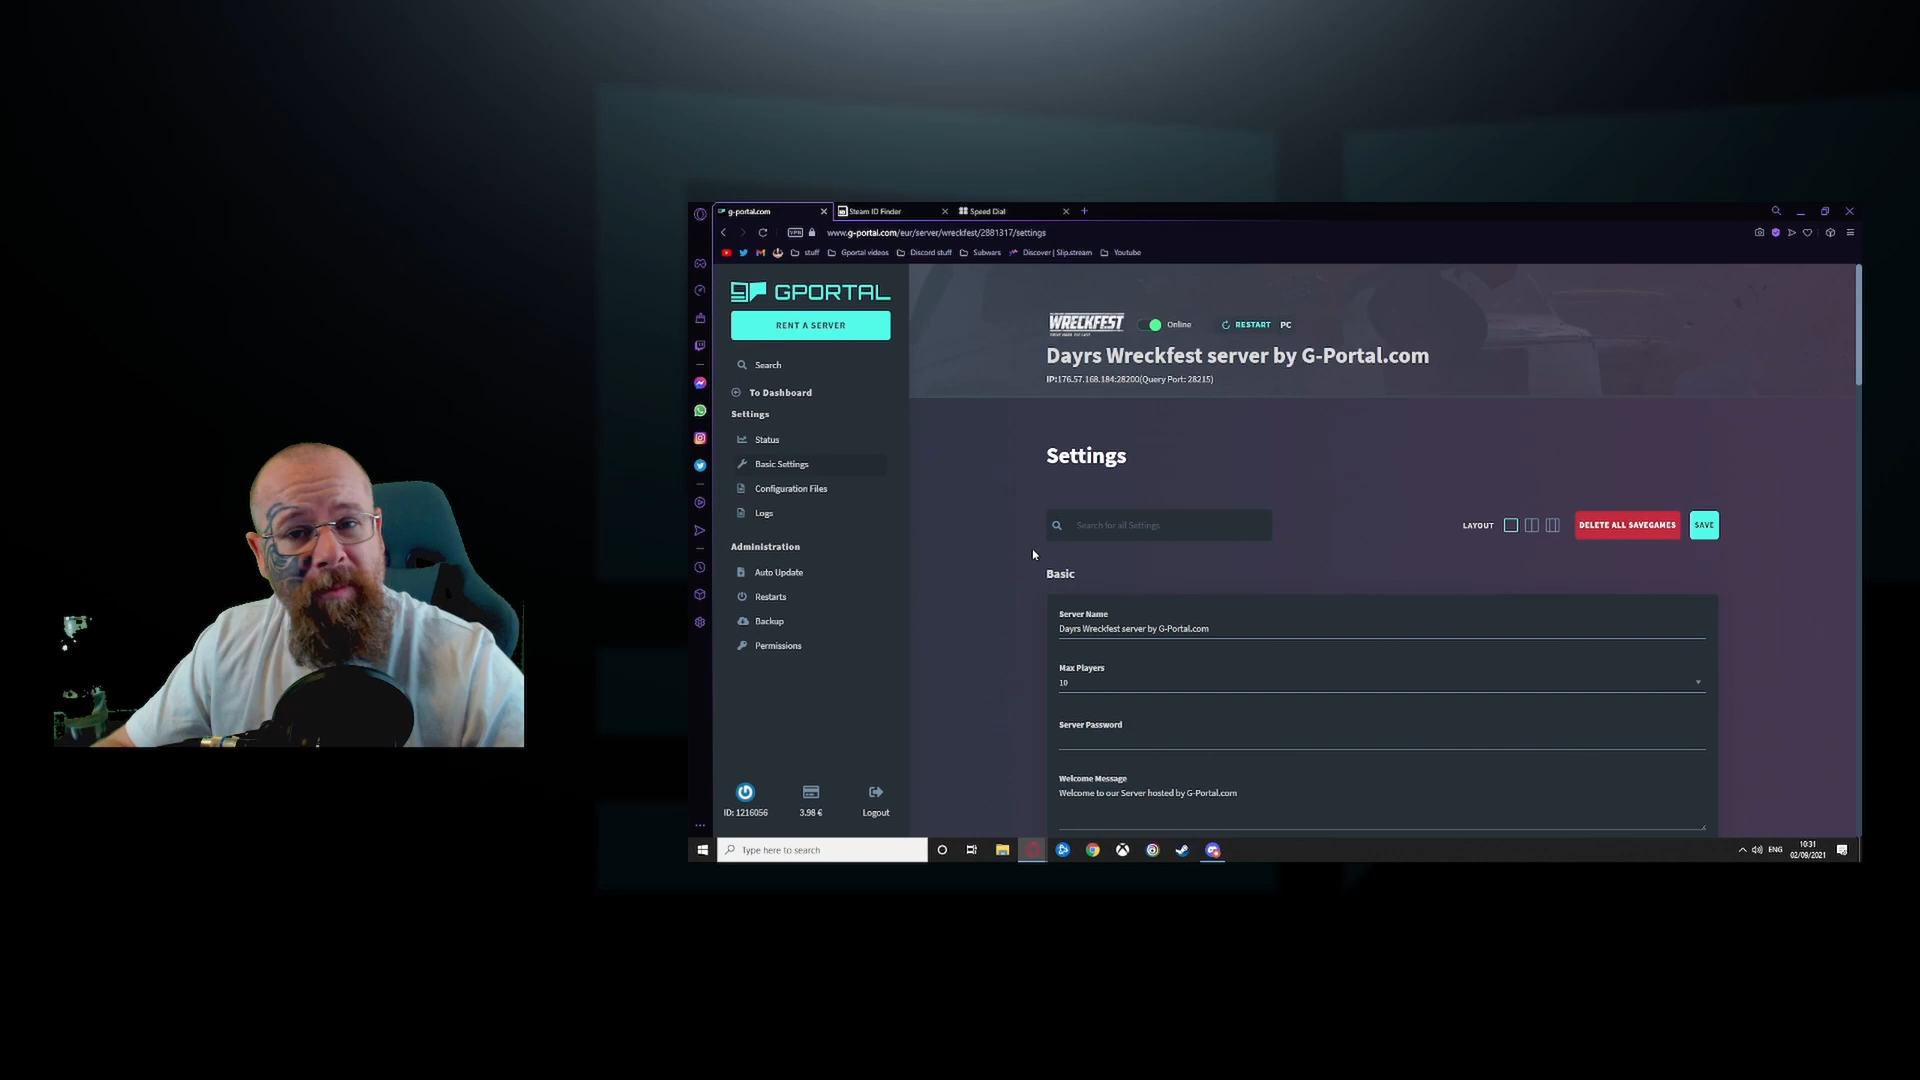 g-portal.com
Steam ID Finder
Speed Dial
VPN
www.g-portal.com/eur/server/wreckfest/2881317/settings
stuff
Gportal videos
Discord stuff
Subwars
Discover | Slip.stream
Youtube
GPORTAL
RENT A SERVER
Search
To Dashboard
Settings
Status
Basic Settings
Configuration Files
Logs
Administration
Auto Update
Restarts
Backup
Permissions
ID: 1216056
3.98 €
Logout
WRECKFEST
Online
RESTART
PC
Dayrs Wreckfest server by G-Portal.com
IP:176.57.168.184:28200(Query Port: 28215)
Settings
Search for all Settings
LAYOUT
DELETE ALL SAVEGAMES
SAVE
Basic
Server Name
Dayrs Wreckfest server by G-Portal.com
Max Players
10
Server Password
Welcome Message
Welcome to our Server hosted by G-Portal.com
Type here to search
ENG
10:31
02/09/2021